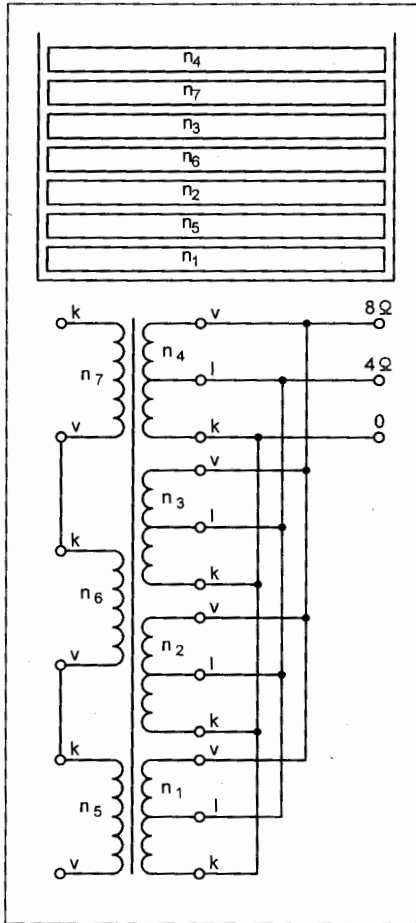 n4
n7
n3
n6
n2
n5
n1
k v 8 Ω
n7 n4 l 4 Ω
v k 0
v
n3 l
k
n6 k
v
n2 l
v
k
k v
n5 n1 l
v k